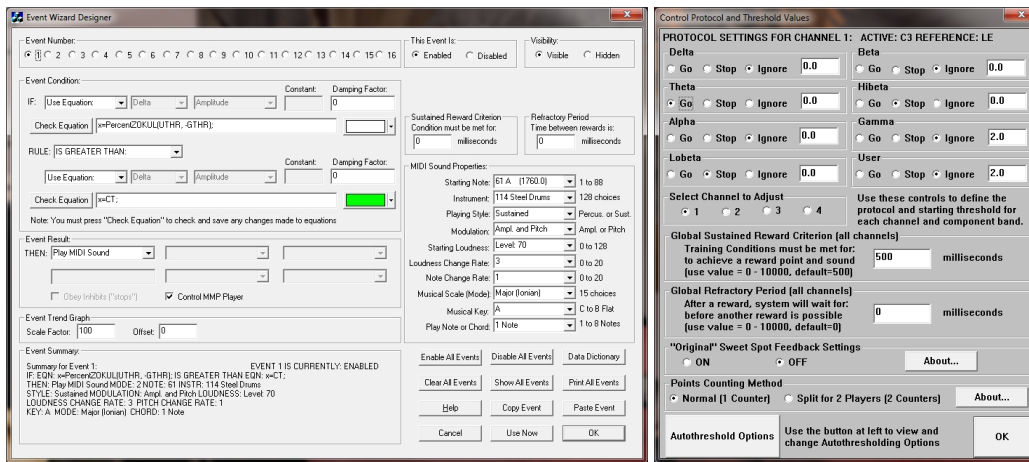 Event Wizard Designer
Event Number:
1 2 3 4 5 6 7 8 9 10 11 12 13 14 15 16
This Event Is:
Enabled Disabled
Visibility:
Visible Hidden
Event Condition:
Constant: Damping Factor:
IF: Use Equation: Delta Amplitude 0
Check Equation x=PercentZOKUL(UTHR, -GTHR);
RULE: IS GREATER THAN:
Constant: Damping Factor:
Use Equation: Delta Amplitude 0
Check Equation x=CT;
Note: You must press "Check Equation" to check and save any changes made to equations
Sustained Reward Criterion
Condition must be met for:
0 milliseconds
Refractory Period
Time between rewards is:
0 milliseconds
MIDI Sound Properties:
Starting Note: 61 A (1760.0) 1 to 88
Instrument: 114 Steel Drums 128 choices
Playing Style: Sustained Percus. or Sust.
Modulation: Ampl. and Pitch Ampl. or Pitch
Starting Loudness: Level: 70 0 to 128
Loudness Change Rate: 3 0 to 20
Note Change Rate: 1 0 to 20
Musical Scale (Mode): Major (Ionian) 15 choices
Musical Key: A C to B Flat
Play Note or Chord: 1 Note 1 to 8 Notes
Event Result:
THEN: Play MIDI Sound
Obey Inhibits ("stops") Control MMP Player
Event Trend Graph
Scale Factor: 100 Offset: 0
Event Summary:
Summary for Event 1: EVENT 1 IS CURRENTLY: ENABLED
IF: EQN: x=PercentZOKUL(UTHR, -GTHR); IS GREATER THAN EQN: x=CT;
THEN: Play MIDI Sound MODE: 2 NOTE: 61 INSTR: 114 Steel Drums
STYLE: Sustained MODULATION: Ampl. and Pitch LOUDNESS: Level: 70
LOUDNESS CHANGE RATE: 3 PITCH CHANGE RATE: 1
KEY: A MODE: Major (Ionian) CHORD: 1 Note
Enable All Events Disable All Events Data Dictionary
Clear All Events Show All Events Print All Events
Help Copy Event Paste Event
Cancel Use Now OK
Control Protocol and Threshold Values
PROTOCOL SETTINGS FOR CHANNEL 1: ACTIVE: C3 REFERENCE: LE
Delta
Go Stop Ignore 0.0
Beta
Go Stop Ignore 0.0
Theta
Go Stop Ignore 0.0
Hibeta
Go Stop Ignore 0.0
Alpha
Go Stop Ignore 0.0
Gamma
Go Stop Ignore 2.0
Lobeta
Go Stop Ignore 0.0
User
Go Stop Ignore 2.0
Select Channel to Adjust
1 2 3 4
Use these controls to define the
protocol and starting threshold for
each channel and component band.
Global Sustained Reward Criterion (all channels)
Training Conditions must be met for:
to achieve a reward point and sound
(use value = 0 - 10000, default=500)
500 milliseconds
Global Refractory Period (all channels)
After a reward, system will wait for:
before another reward is possible
(use value = 0 - 10000, default=0)
0 milliseconds
"Original" Sweet Spot Feedback Settings
ON OFF About...
Points Counting Method
Normal (1 Counter) Split for 2 Players (2 Counters) About...
Autothreshold Options
Use the button at left to view and
change Autothresholding Options
OK